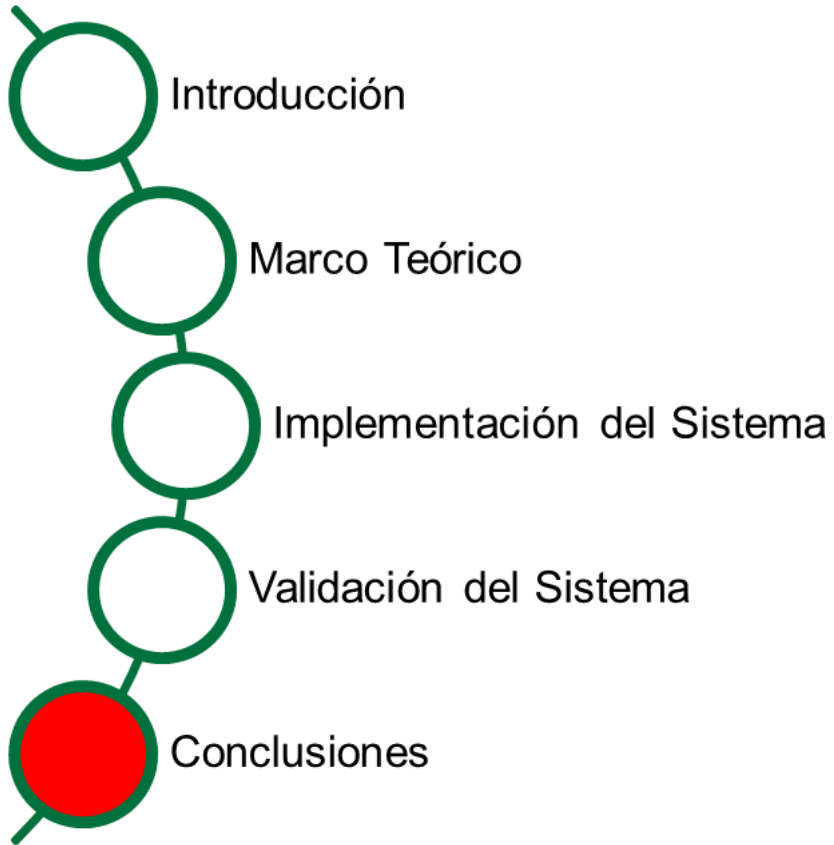 Introducción
Marco Teórico
Implementación del Sistema
Validación del Sistema
Conclusiones